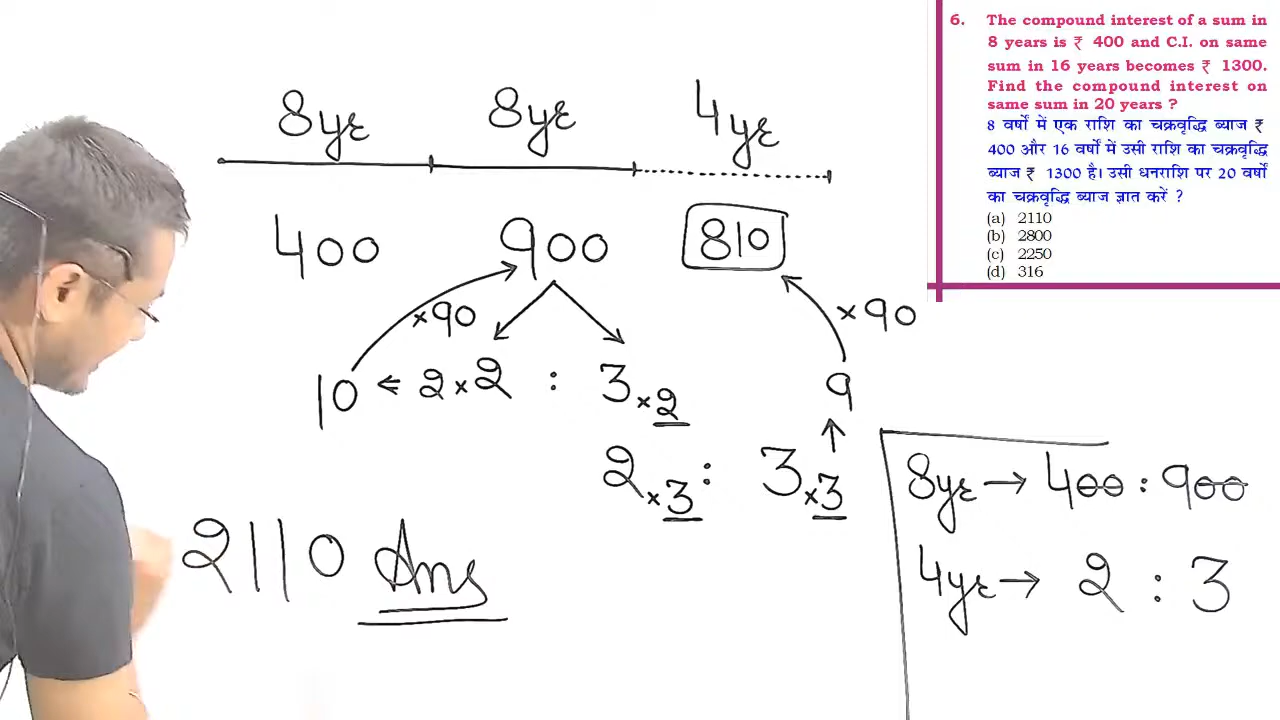 6. The compound interest of a sum in
8 years is ₹ 400 and C.I. on same
sum in 16 years becomes ₹ 1300.
Find the compound interest on
same sum in 20 years ?
8 वर्षों में एक राशि का चक्रवृद्धि ब्याज ₹
400 और 16 वर्षों में उसी राशि का चक्रवृद्धि
ब्याज ₹ 1300 है। उसी धनराशि पर 20 वर्षों
का चक्रवृद्धि ब्याज ज्ञात करें ?
(a) 2110
(b) 2800
(c) 2250
(d) 316
8yr 8yr 4yr
400 900 810
×90 ×90
10 ← 2×2 : 3×2 9
2×3 : 3×3
8yr → 400 : 900
4yr → 2 : 3
2110 Ans